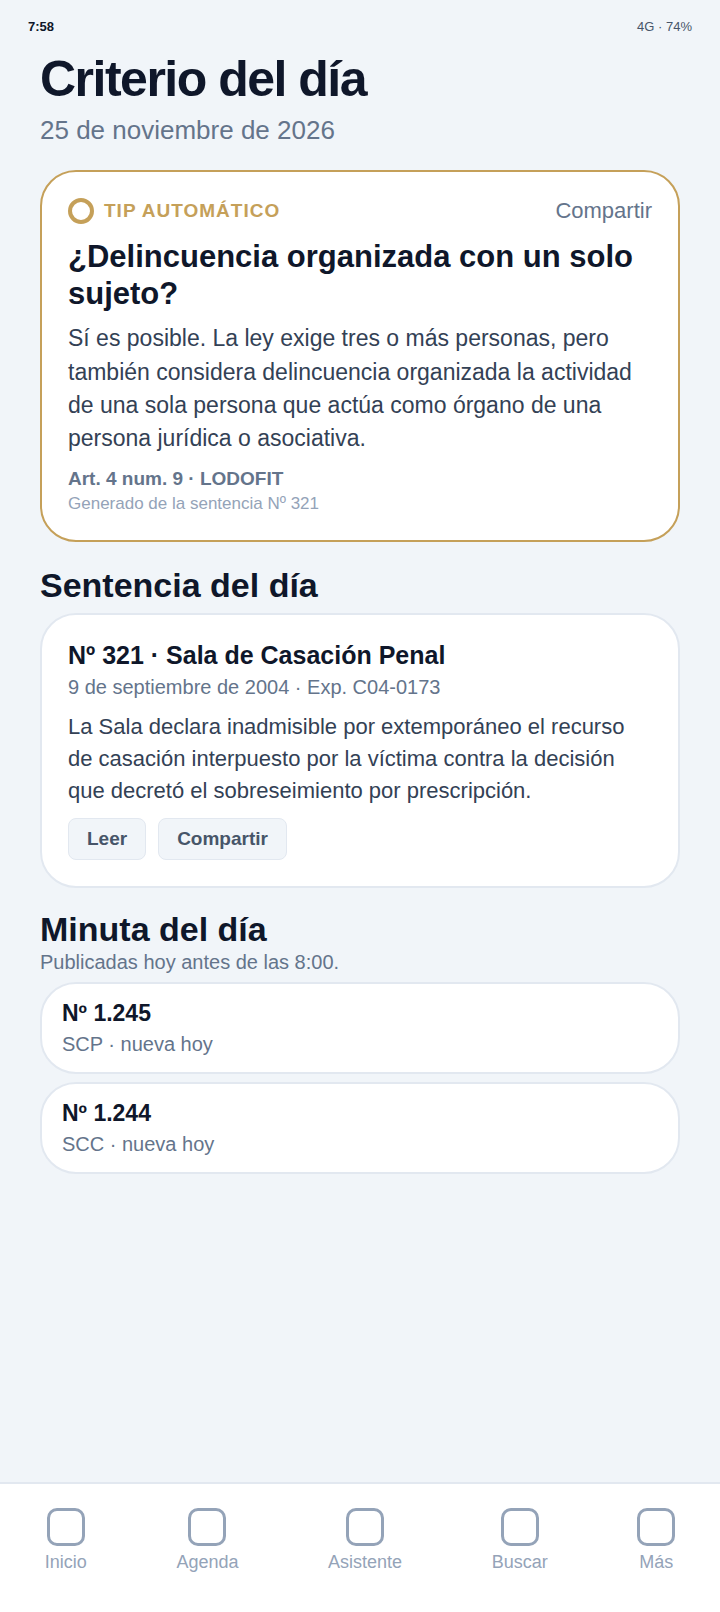 7:58
4G · 74%
Criterio del día
25 de noviembre de 2026
TIP AUTOMÁTICO
Compartir
¿Delincuencia organizada con un solo
sujeto?
Sí es posible. La ley exige tres o más personas, pero
también considera delincuencia organizada la actividad
de una sola persona que actúa como órgano de una
persona jurídica o asociativa.
Art. 4 num. 9 · LODOFIT
Generado de la sentencia Nº 321
Sentencia del día
Nº 321 · Sala de Casación Penal
9 de septiembre de 2004 · Exp. C04-0173
La Sala declara inadmisible por extemporáneo el recurso
de casación interpuesto por la víctima contra la decisión
que decretó el sobreseimiento por prescripción.
Leer
Compartir
Minuta del día
Publicadas hoy antes de las 8:00.
Nº 1.245
SCP · nueva hoy
Nº 1.244
SCC · nueva hoy
Inicio
Agenda
Asistente
Buscar
Más